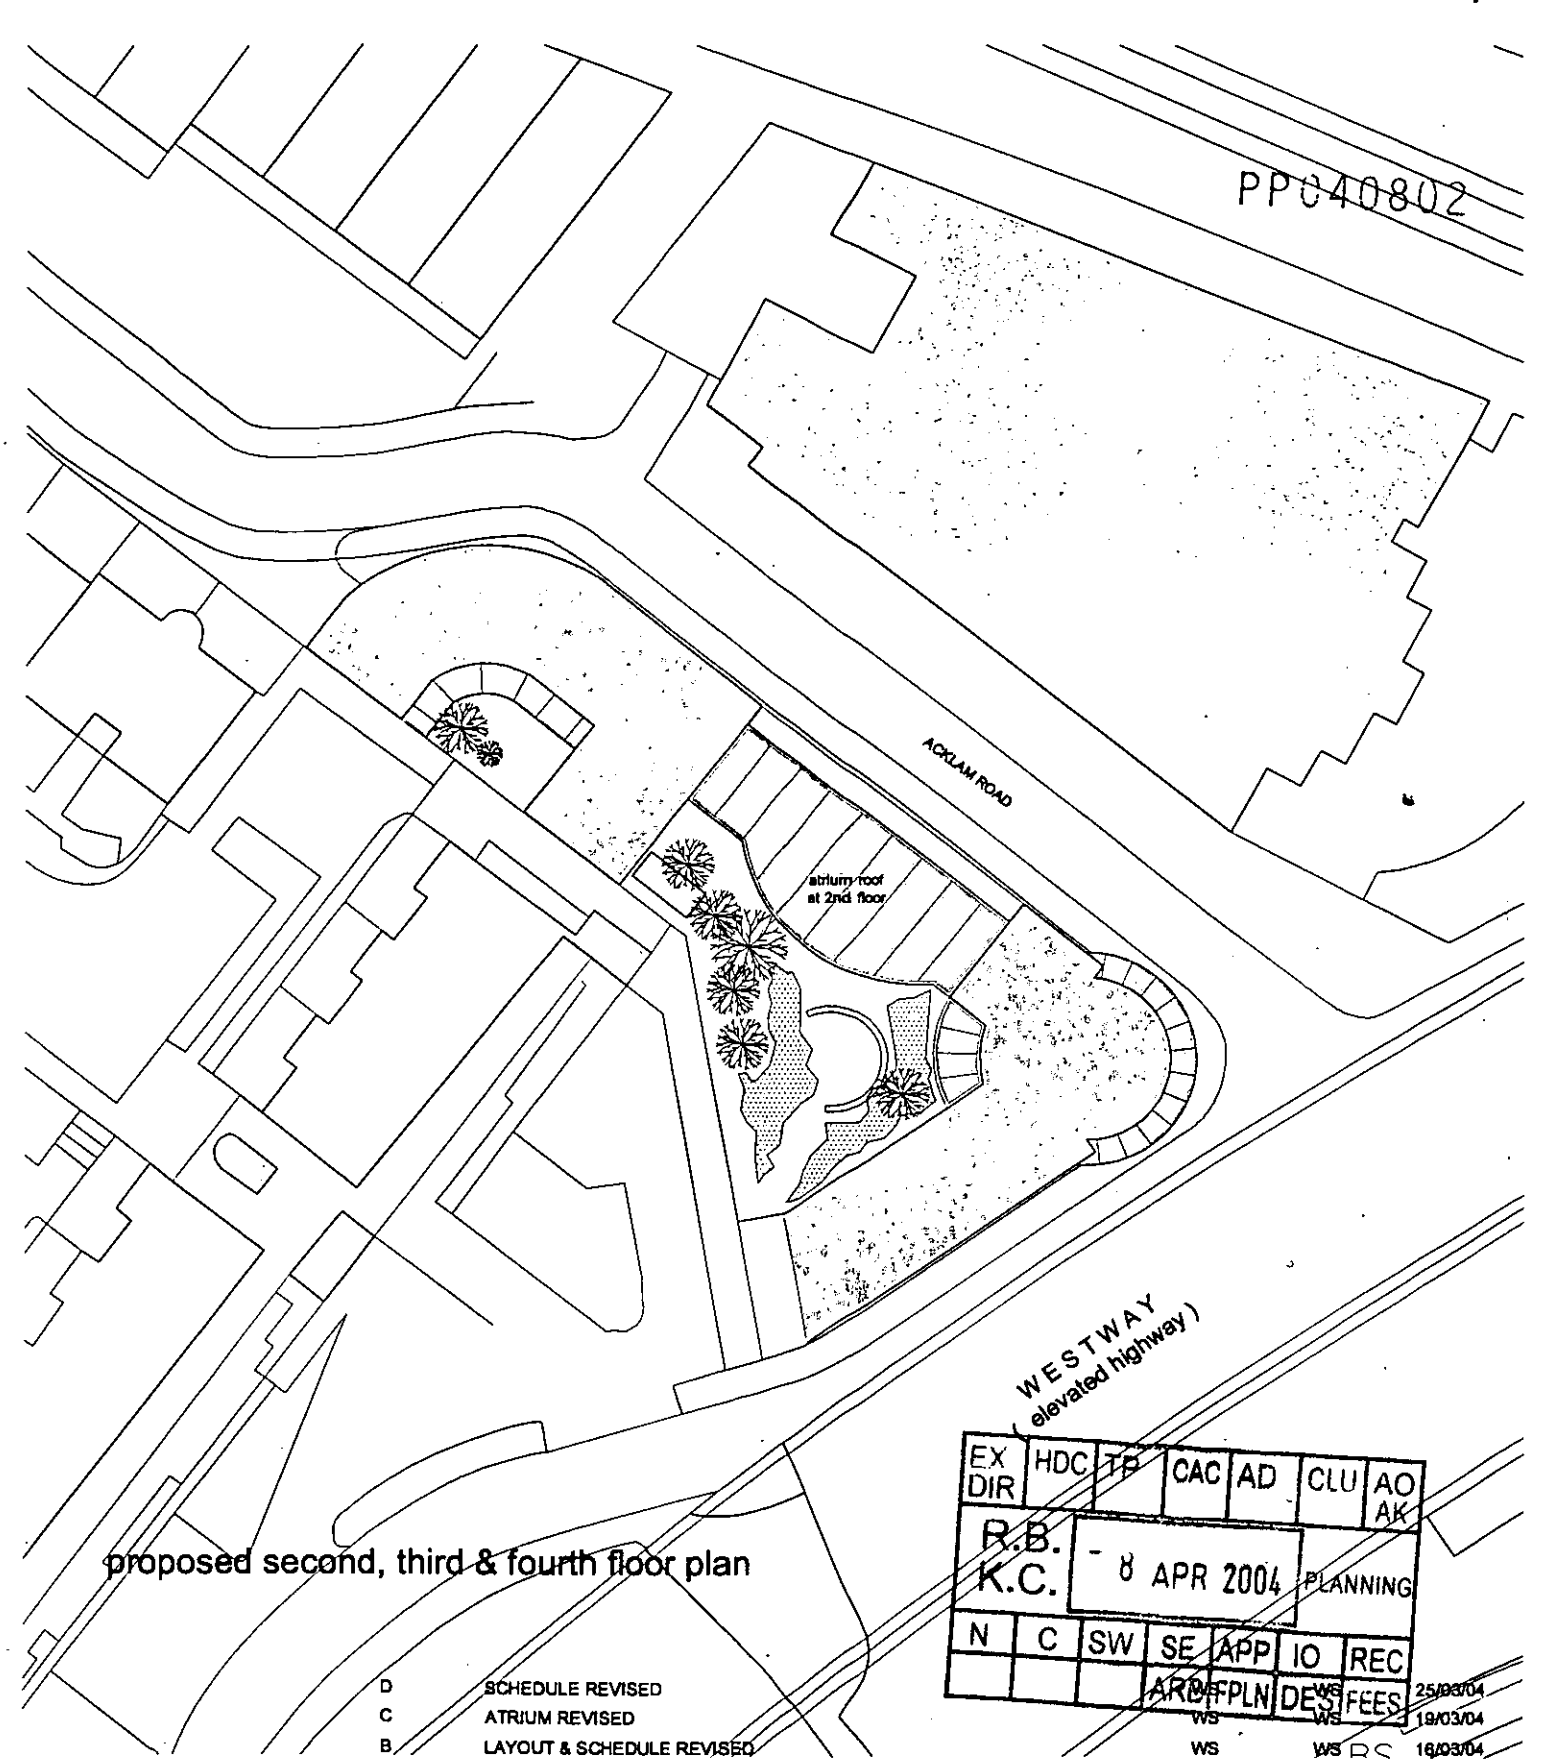 PP040802
ACKLAM ROAD
atrium roof
at 2nd floor
WESTWAY
( elevated highway )
EX DIR HDC TP CAC AD CLU AO AK
R.B.
K.C.
- 8 APR 2004
PLANNING
N C SW SE APP IO REC
ARB FPLN DES FEES
proposed second, third & fourth floor plan
D SCHEDULE REVISED WS WS 25/03/04
C ATRIUM REVISED WS WS 19/03/04
B LAYOUT & SCHEDULE REVISED WS WS 16/03/04